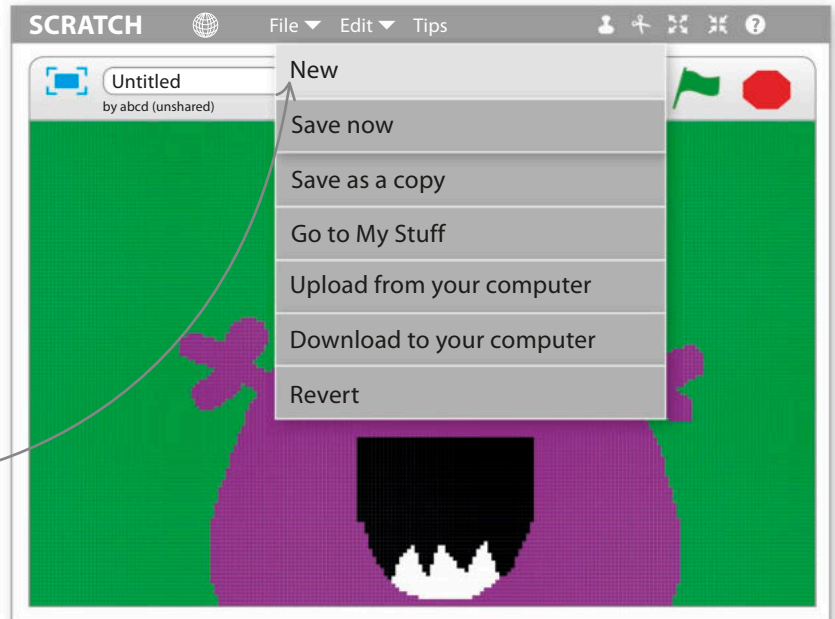 SCRATCH File Edit Tips ?
Untitled
by abcd (unshared)
New
Save now
Save as a copy
Go to My Stuff
Upload from your computer
Download to your computer
Revert